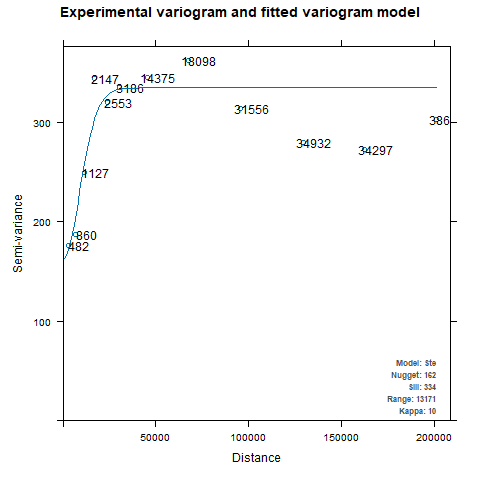 Experimental variogram and fitted variogram model
18098
14375
2147
3186
2553
31556
386
300
34932
34297
1127
Semi-variance
200
860
482
100
Model: Ste
Nugget: 162
Sill: 334
Range: 13171
Kappa: 10
50000 100000 150000 200000
Distance